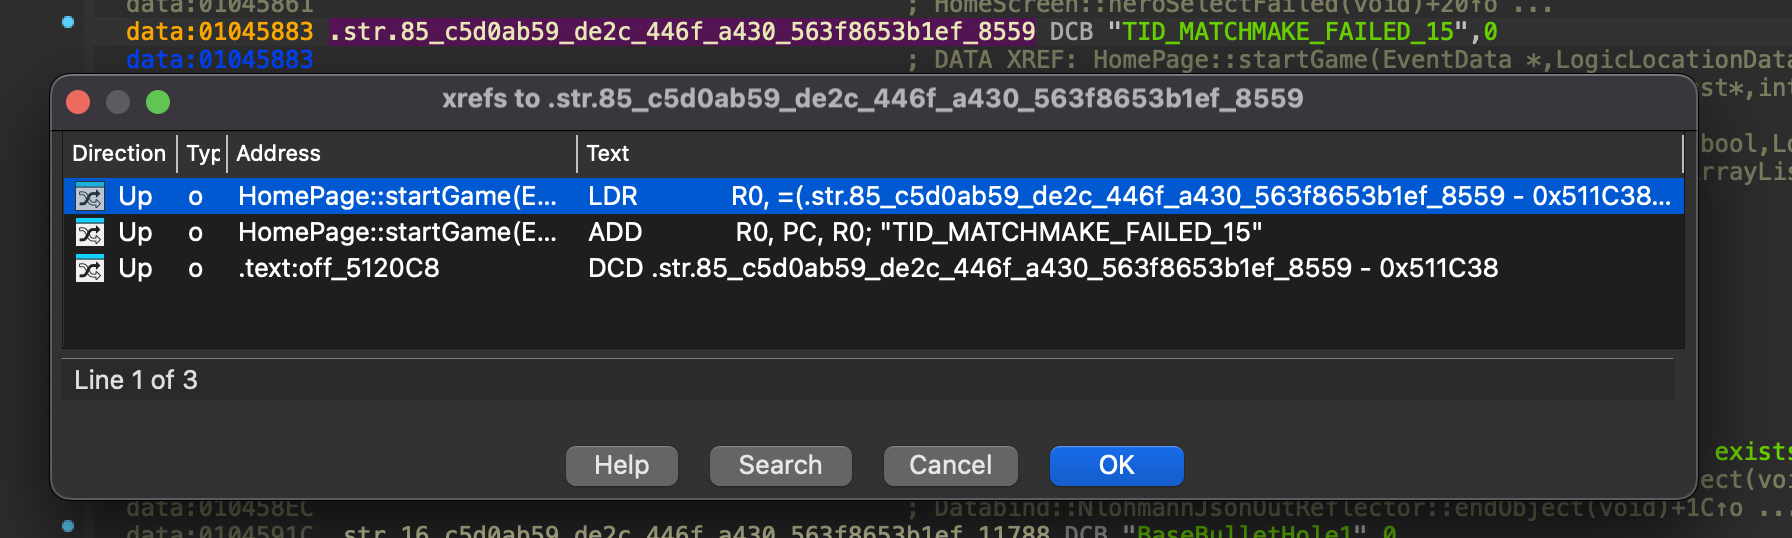 data:01045861 ; HomeScreen::heroSelectFailed(void)+20↑o ...
data:01045883 .str.85_c5d0ab59_de2c_446f_a430_563f8653b1ef_8559 DCB "TID_MATCHMAKE_FAILED_15",0
data:01045883 ; DATA XREF: HomePage::startGame(EventData *,LogicLocationData
xrefs to .str.85_c5d0ab59_de2c_446f_a430_563f8653b1ef_8559
st*,int
Direction Typ Address Text
bool,Lo
Up o HomePage::startGame(E... LDR R0, =(.str.85_c5d0ab59_de2c_446f_a430_563f8653b1ef_8559 - 0x511C38...
rrayLis
Up o HomePage::startGame(E... ADD R0, PC, R0; "TID_MATCHMAKE_FAILED_15"
Up o .text:off_5120C8 DCD .str.85_c5d0ab59_de2c_446f_a430_563f8653b1ef_8559 - 0x511C38
Line 1 of 3
exists
Help Search Cancel OK
ect(voi
data:010458EC ; Databind::NlohmannJsonOutReflector::endObject(void)+1C↑o ...
data:0104591C .str.16_c5d0ab59_de2c_446f_a430_563f8653b1ef_11788 DCB "BaseBulletHole1",0